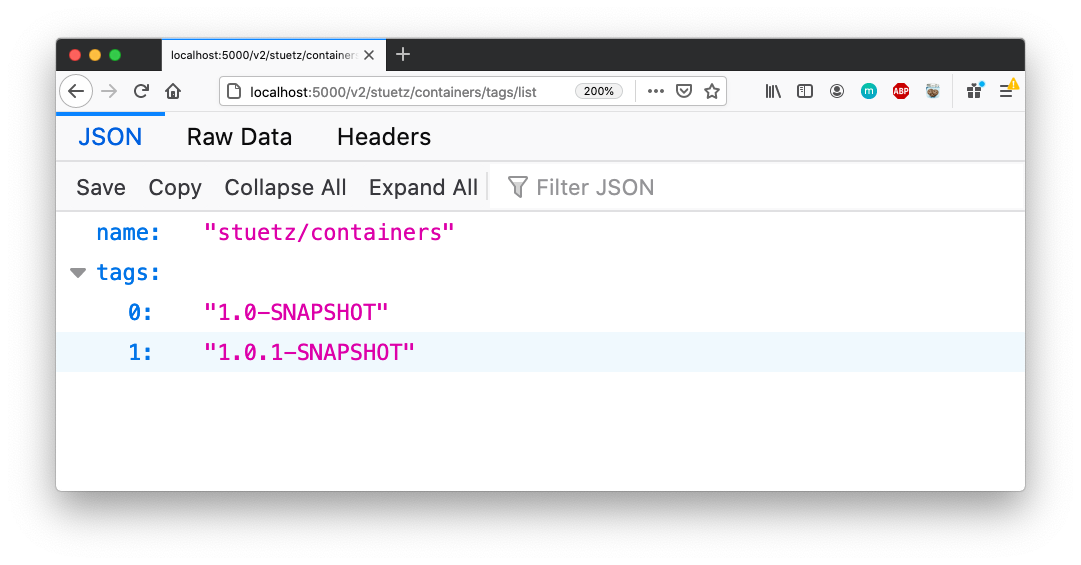 localhost:5000/v2/stuetz/container
localhost:5000/v2/stuetz/containers/tags/list 200% m ABP
JSON Raw Data Headers
Save Copy Collapse All Expand All Filter JSON
name: "stuetz/containers"
tags:
0: "1.0-SNAPSHOT"
1: "1.0.1-SNAPSHOT"